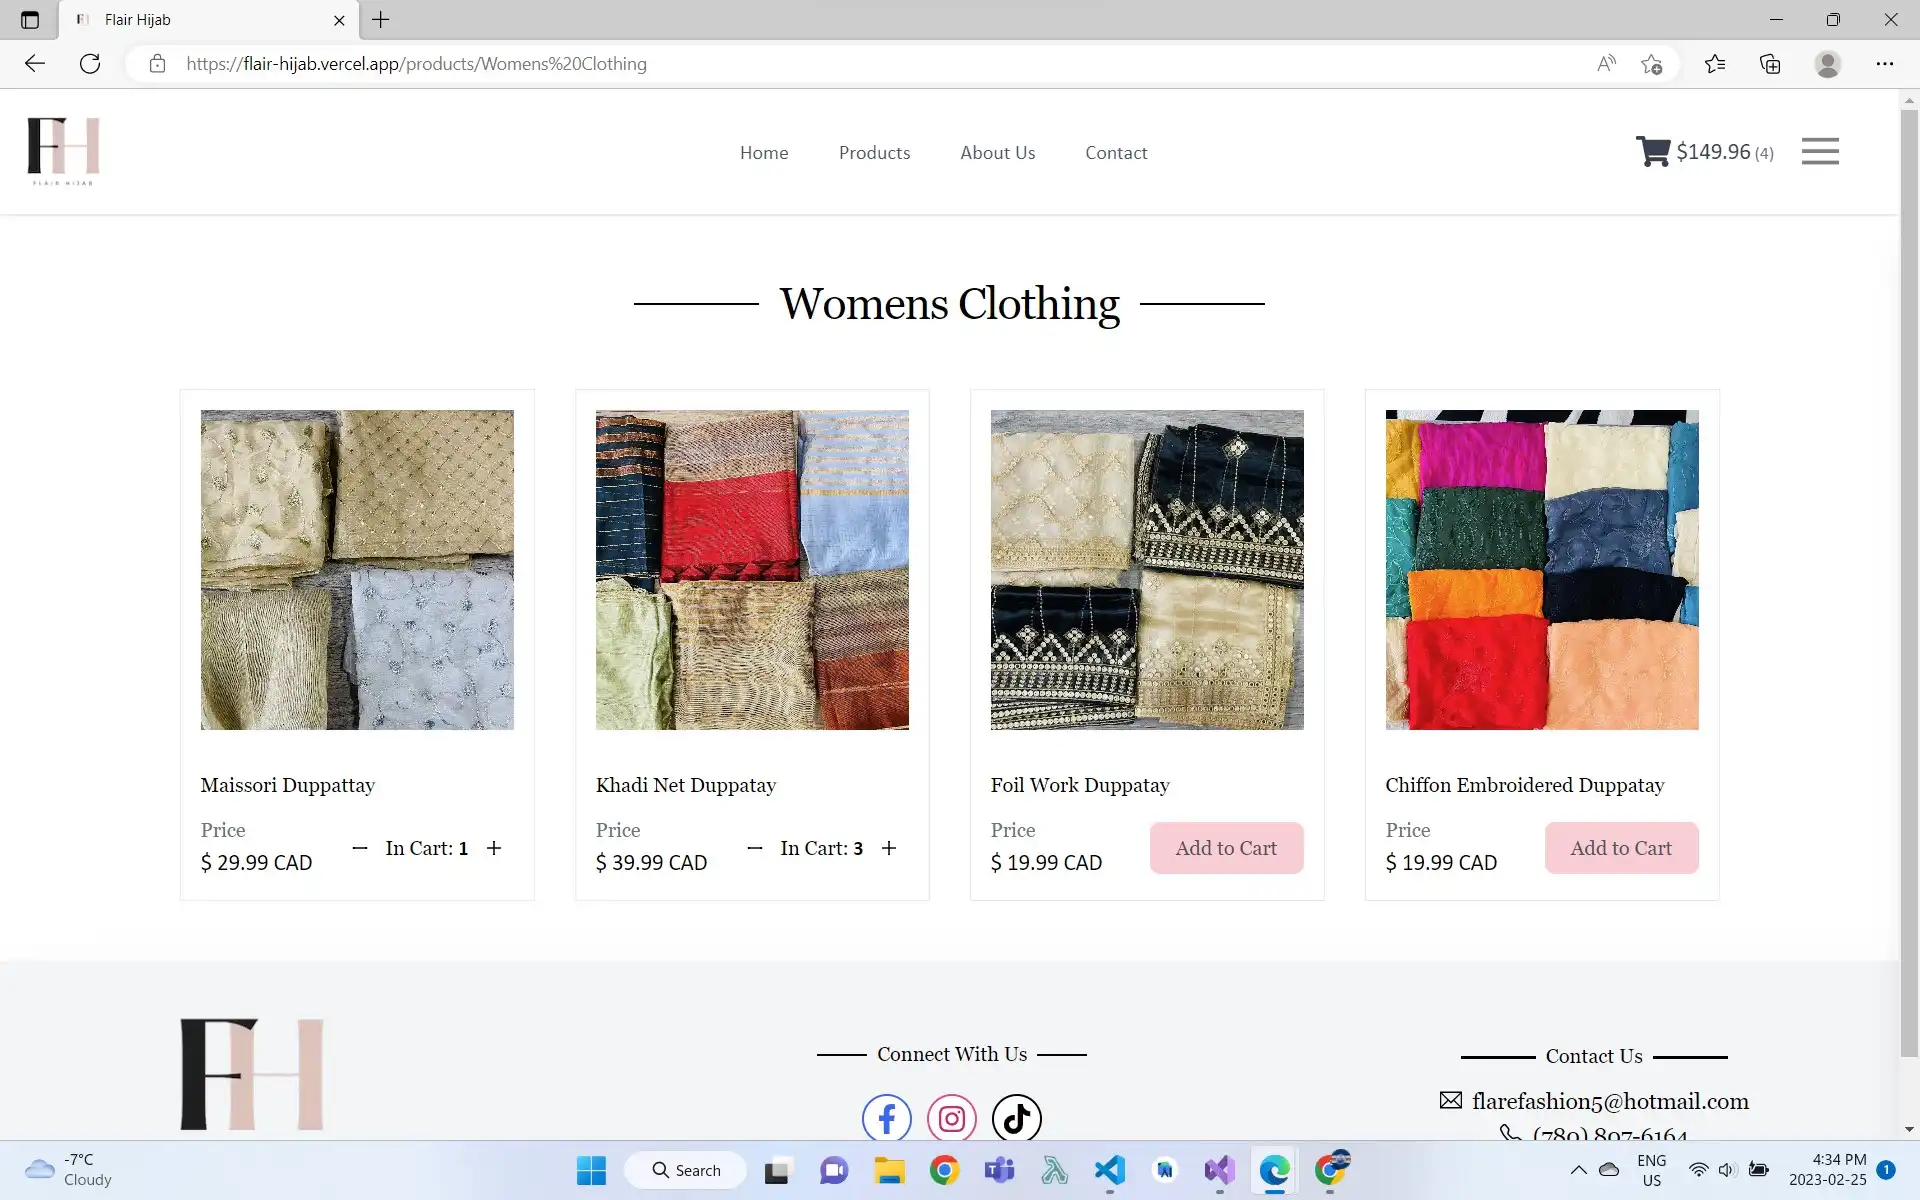 Flair Hijab
https://flair-hijab.vercel.app/products/Womens%20Clothing
FH
FLAIR HIJAB
Home Products About Us Contact
$149.96 (4)
Womens Clothing
Maissori Duppattay
Price
$ 29.99 CAD
In Cart: 1
Khadi Net Duppatay
Price
$ 39.99 CAD
In Cart: 3
Foil Work Duppatay
Price
$ 19.99 CAD
Add to Cart
Chiffon Embroidered Duppatay
Price
$ 19.99 CAD
Add to Cart
FH
Connect With Us
Contact Us
flarefashion5@hotmail.com
(780) 807-6164
-7°C
Cloudy
Search
ENG
US
4:34 PM
2023-02-25
1